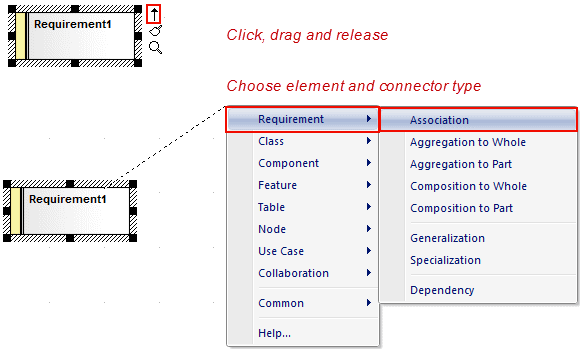 Requirement1
Click, drag and release
Choose element and connector type
Requirement1
Requirement
Class
Component
Feature
Table
Node
Use Case
Collaboration
Common
Help...
Association
Aggregation to Whole
Aggregation to Part
Composition to Whole
Composition to Part
Generalization
Specialization
Dependency